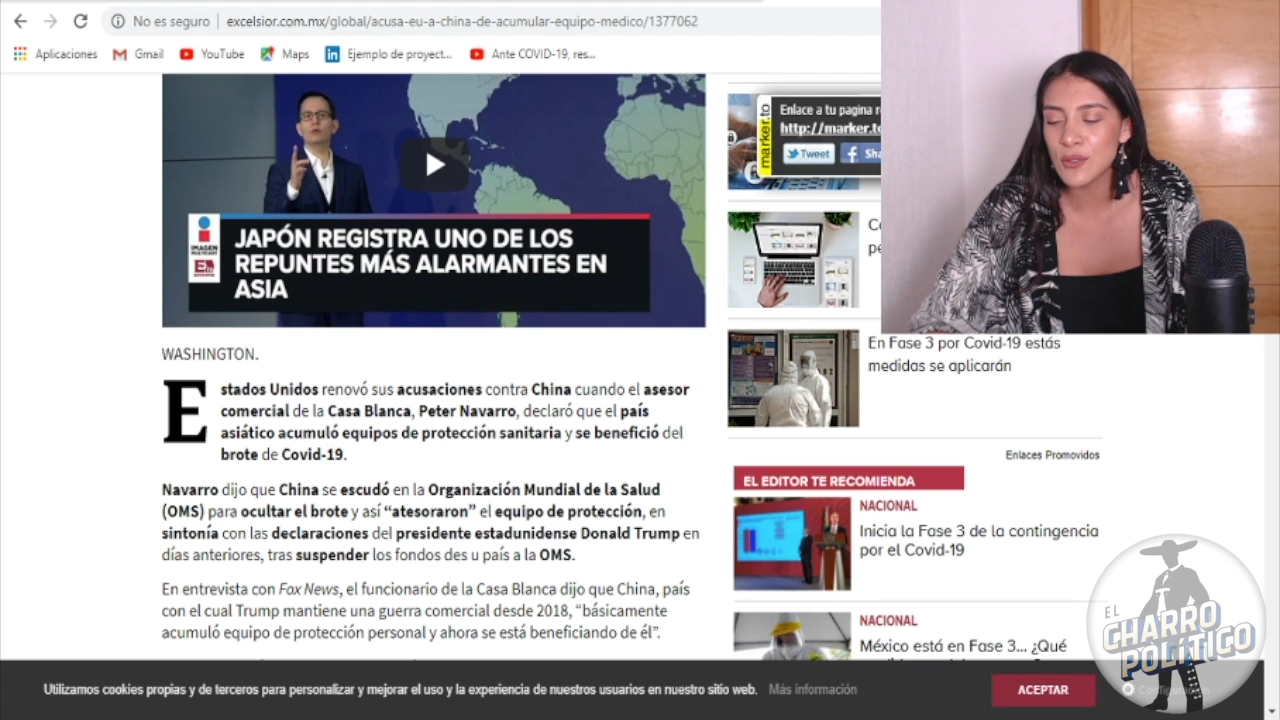 No es seguro
excelsior.com.mx/global/acusa-eu-a-china-de-acumular-equipo-medico/1377062
Aplicaciones
Gmail
YouTube
Maps
Ejemplo de proyect...
Ante COVID-19, res...
JAPÓN REGISTRA UNO DE LOS
REPUNTES MÁS ALARMANTES EN
ASIA
WASHINGTON.
Estados Unidos renovó sus acusaciones contra China cuando el asesor
comercial de la Casa Blanca, Peter Navarro, declaró que el país
asiático acumuló equipos de protección sanitaria y se benefició del
brote de Covid-19.
Navarro dijo que China se escudó en la Organización Mundial de la Salud
(OMS) para ocultar el brote y así “atesoraron” el equipo de protección, en
sintonía con las declaraciones del presidente estadunidense Donald Trump en
días anteriores, tras suspender los fondos des u país a la OMS.
En entrevista con Fox News, el funcionario de la Casa Blanca dijo que China, país
con el cual Trump mantiene una guerra comercial desde 2018, “básicamente
acumuló equipo de protección personal y ahora se está beneficiando de él”.
marker.to
Enlace a tu pagina
http://marker.to
Tweet
En Fase 3 por Covid-19 estás
medidas se aplicarán
Enlaces Promovidos
EL EDITOR TE RECOMIENDA
NACIONAL
Inicia la Fase 3 de la contingencia
por el Covid-19
NACIONAL
México está en Fase 3... ¿Qué
Utilizamos cookies propias y de terceros para personalizar y mejorar el uso y la experiencia de nuestros usuarios en nuestro sitio web.
Más información
ACEPTAR
EL
CHARRO
POLÍTICO